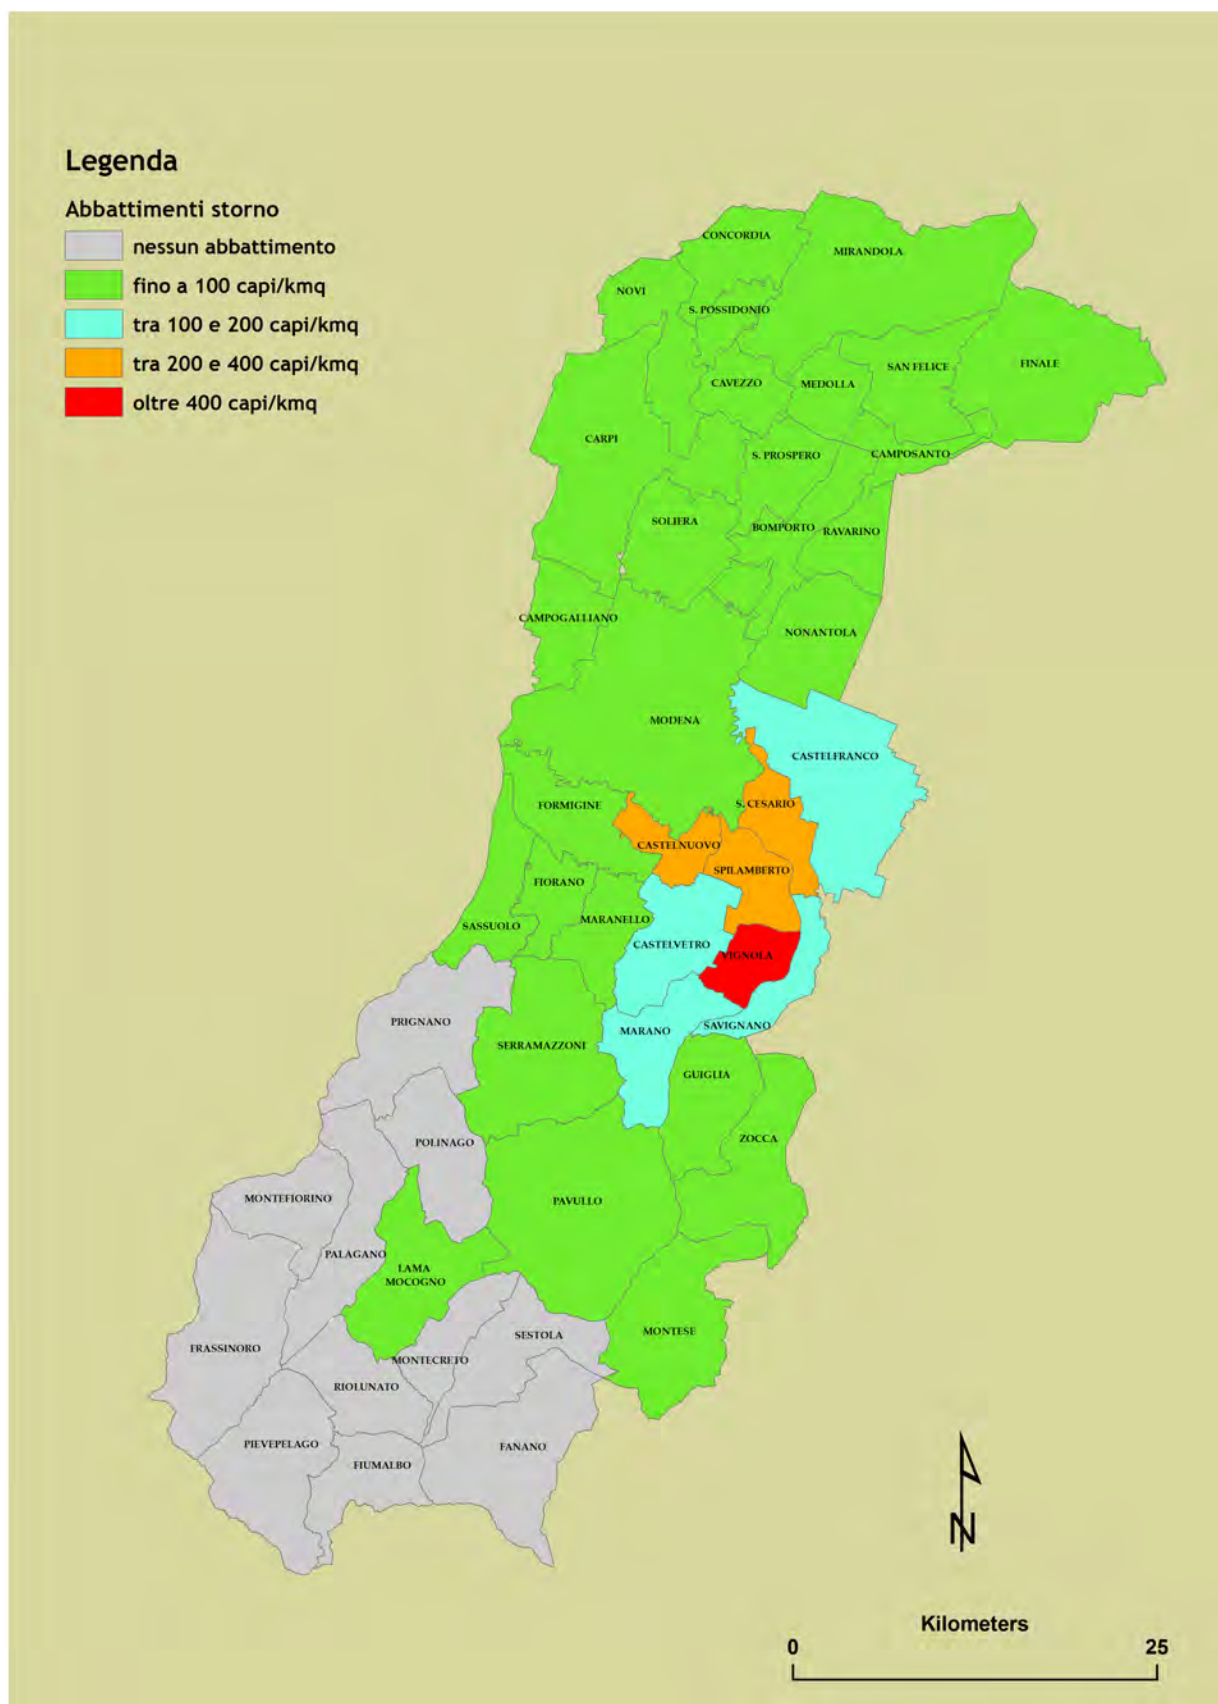 Legenda
Abbattimenti storno
nessun abbattimento
fino a 100 capi/kmq
tra 100 e 200 capi/kmq
tra 200 e 400 capi/kmq
oltre 400 capi/kmq
CONCORDIA
MIRANDOLA
NOVI
S. POSSIDONIO
SAN FELICE
FINALE
CAVEZZO
MEDOLLA
CARPI
S. PROSPERO
CAMPOSANTO
SOLIERA
BOMPORTO
RAVARINO
CAMPOGALLIANO
NONANTOLA
MODENA
CASTELFRANCO
FORMIGINE
S. CESARIO
CASTELNUOVO
SPILAMBERTO
FIORANO
MARANELLO
SASSUOLO
CASTELVETRO
VIGNOLA
PRIGNANO
MARANO
SAVIGNANO
SERRAMAZZONI
GUIGLIA
POLINAGO
ZOCCA
MONTEFIORINO
PAVULLO
PALAGANO
LAMA
MOCOGNO
MONTESE
SESTOLA
FRASSINORO
MONTECRETO
RIOLUNATO
PIEVEPELAGO
FANANO
FIUMALBO
N
Kilometers
0 25